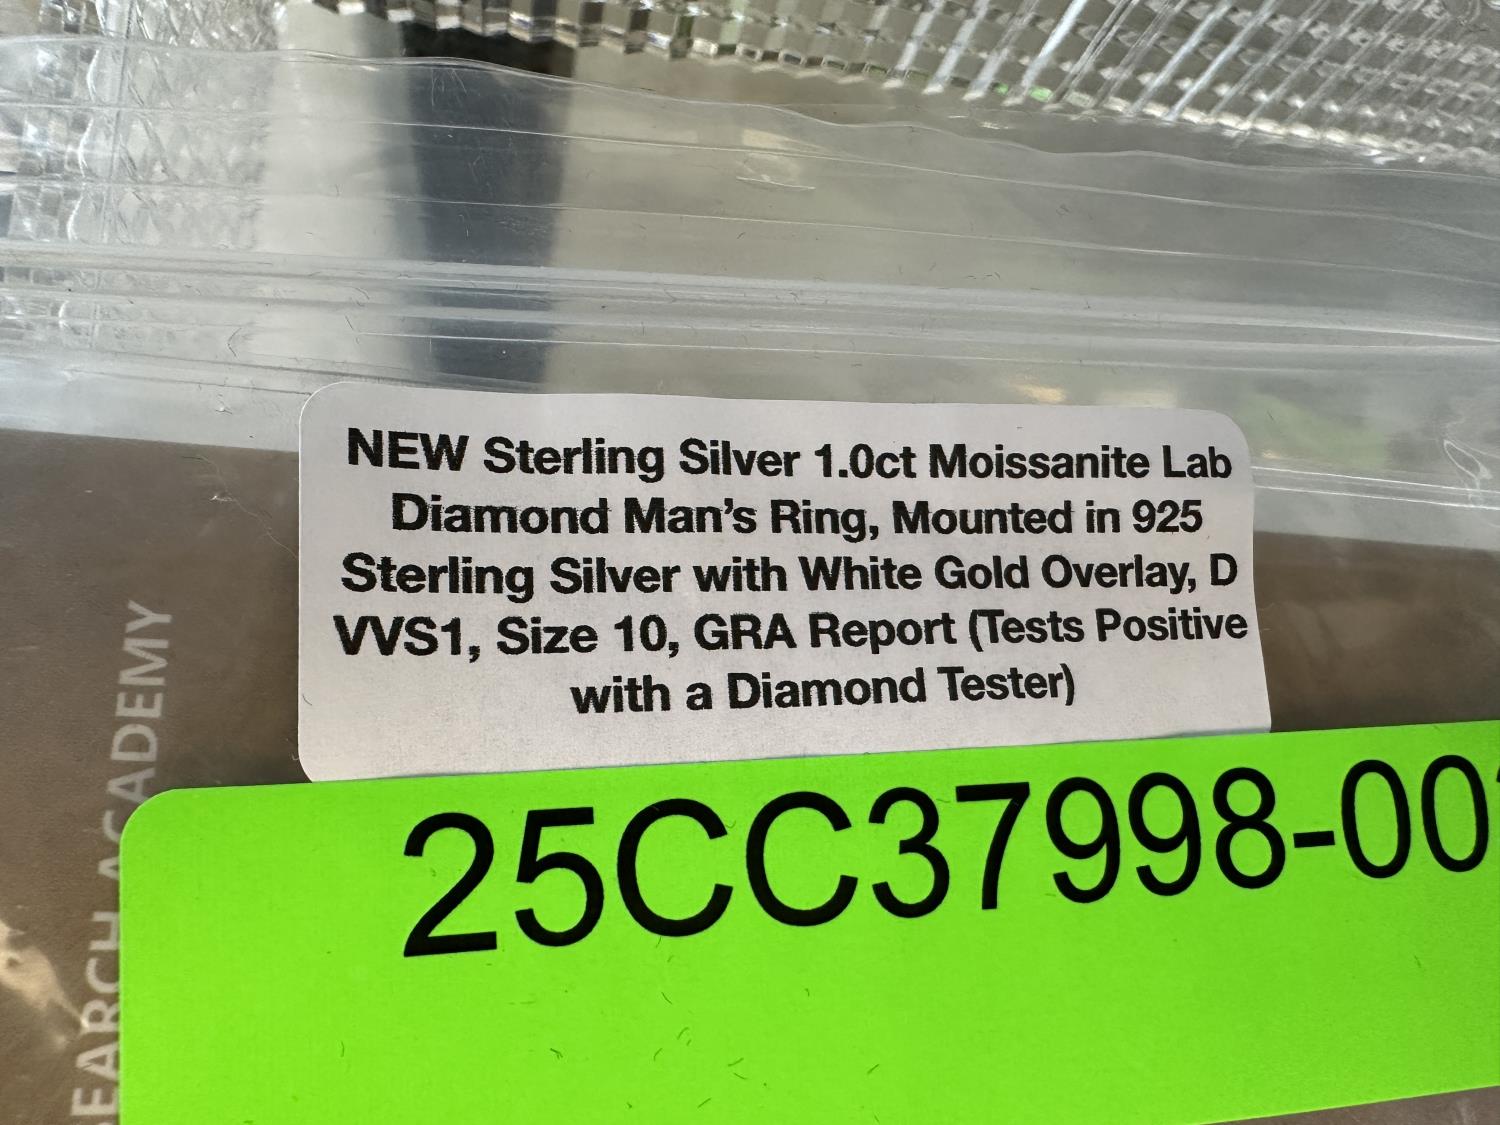 NEW Sterling Silver 1.0ct Moissanite Lab
Diamond Man's Ring, Mounted in 925
Sterling Silver with White Gold Overlay, D
VVS1, Size 10, GRA Report (Tests Positive
with a Diamond Tester)
25CC37998-00
EARCH ACADEMY